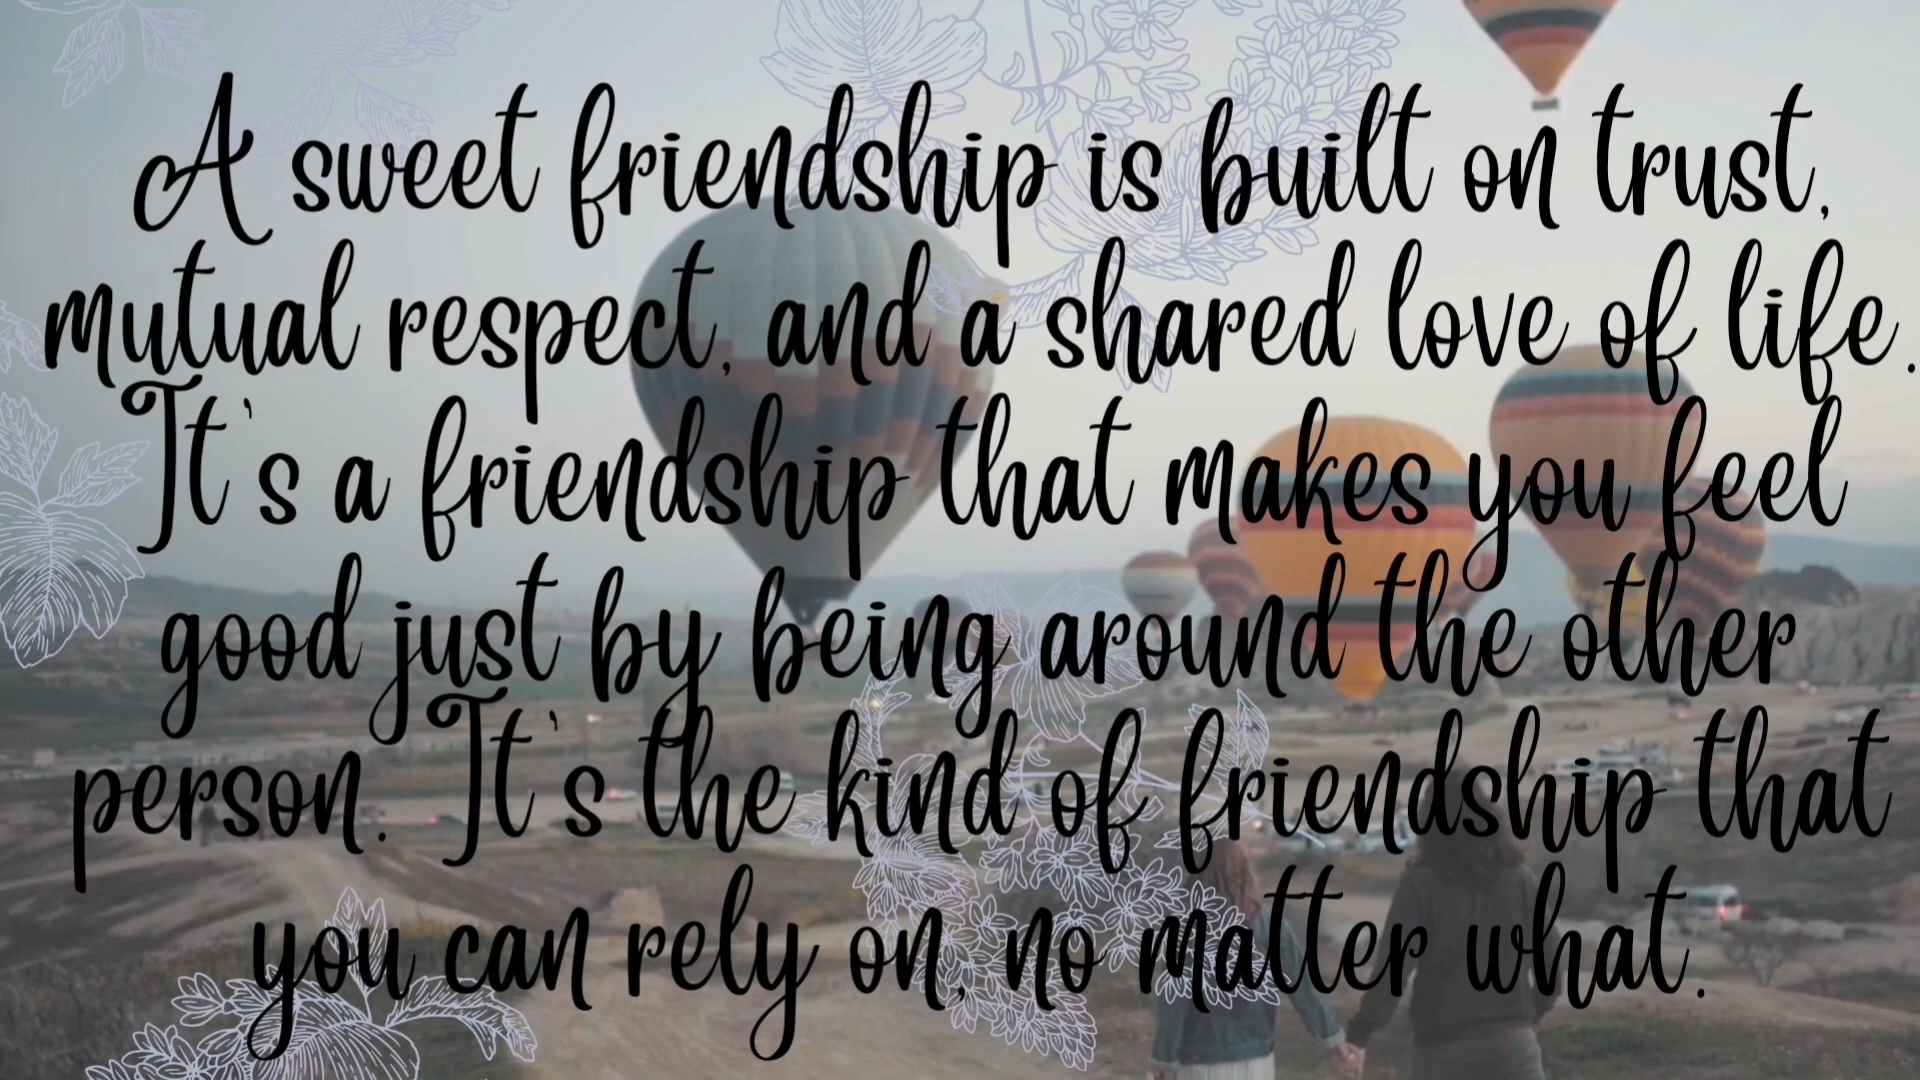 A sweet friendship is built on trust,
mutual respect, and a shared love of life.
It's a friendship that makes you feel
good just by being around the other
person. It's the kind of friendship that
you can rely on, no matter what.